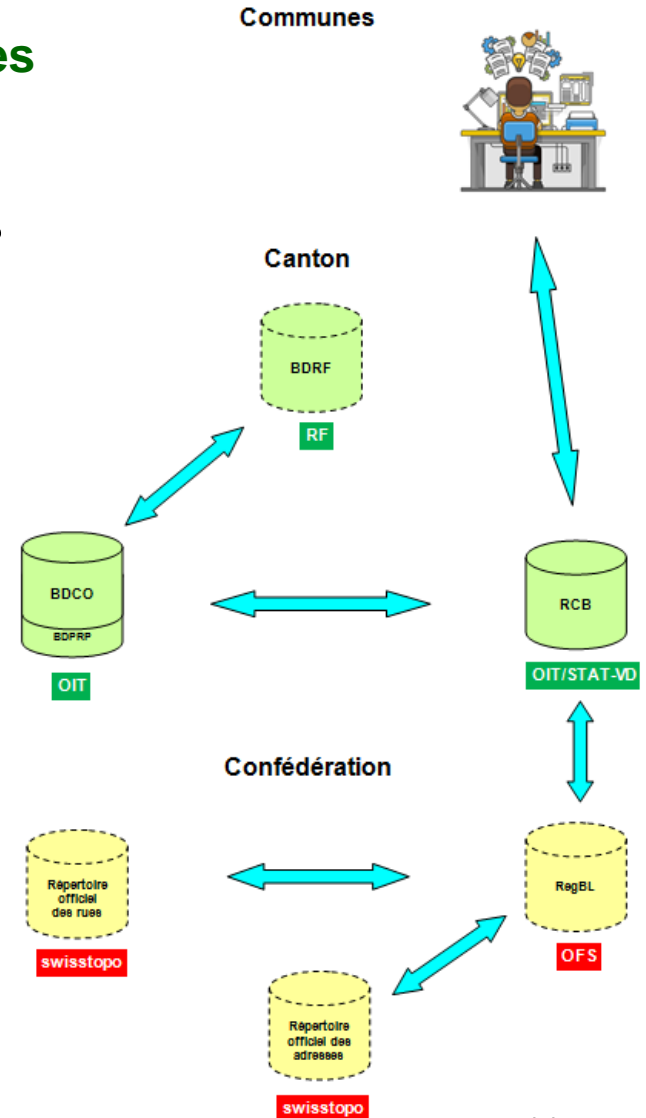 Communes
es
Canton
BDRF
RF
BDCO
BDPRP
OIT
RCB
OIT/STAT-VD
Confédération
Répertoire
officiel
des rues
swisstopo
RegBL
OFS
Répertoire
officiel des
adresses
swisstopo